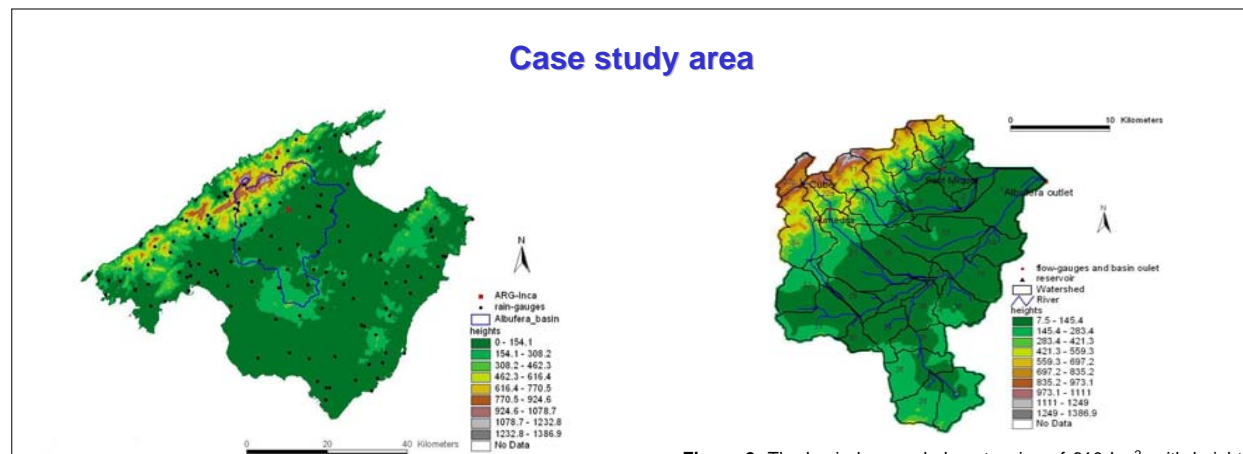 Case study area
N
ARG-Inca
rain-gauges
Albufera_basin
heights
0 - 154.1
154.1 - 308.2
308.2 - 462.3
462.3 - 616.4
616.4 - 770.5
770.5 - 924.6
924.6 - 1078.7
1078.7 - 1232.8
1232.8 - 1386.9
No Data
0 20 40 Kilometers
0 10 Kilometers
Cuber
Albufera outlet
N
flow-gauges and basin oulet
reservoir
Watershed
River
heights
7.5 - 145.4
145.4 - 283.4
283.4 - 421.3
421.3 - 559.3
559.3 - 697.2
697.2 - 835.2
835.2 - 973.1
973.1 - 1111
1111 - 1249
1249 - 1386.9
No Data